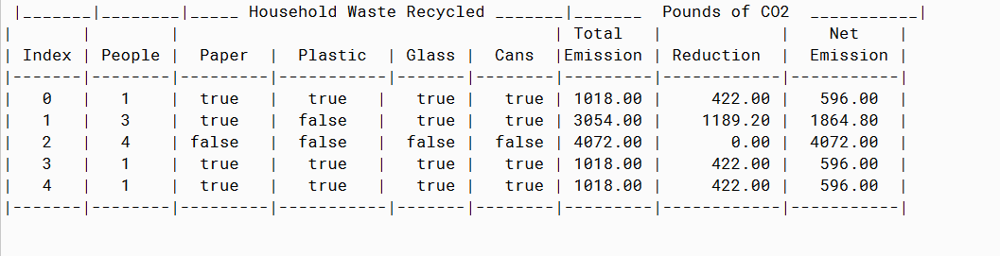 |_______|________|_____ Household Waste Recycled _______|_______  Pounds of CO2  ___________|
|       |        |                                      | Total   |            |    Net    |
| Index | People |  Paper  |  Plastic  | Glass |  Cans  |Emission | Reduction  |  Emission |
|-------|--------|---------|-----------|-------|--------|---------|------------|-----------|
|   0   |   1    |  true   |   true   |   true |   true | 1018.00 |     422.00 |   596.00  |
|   1   |   3    |  true   |  false   |   true |   true | 3054.00 |    1189.20 |  1864.80  |
|   2   |   4    | false   |  false   |  false |  false | 4072.00 |       0.00 |  4072.00  |
|   3   |   1    |  true   |   true   |   true |   true | 1018.00 |     422.00 |   596.00  |
|   4   |   1    |  true   |   true   |   true |   true | 1018.00 |     422.00 |   596.00  |
|-------|--------|---------|-----------|-------|--------|---------|------------|-----------|